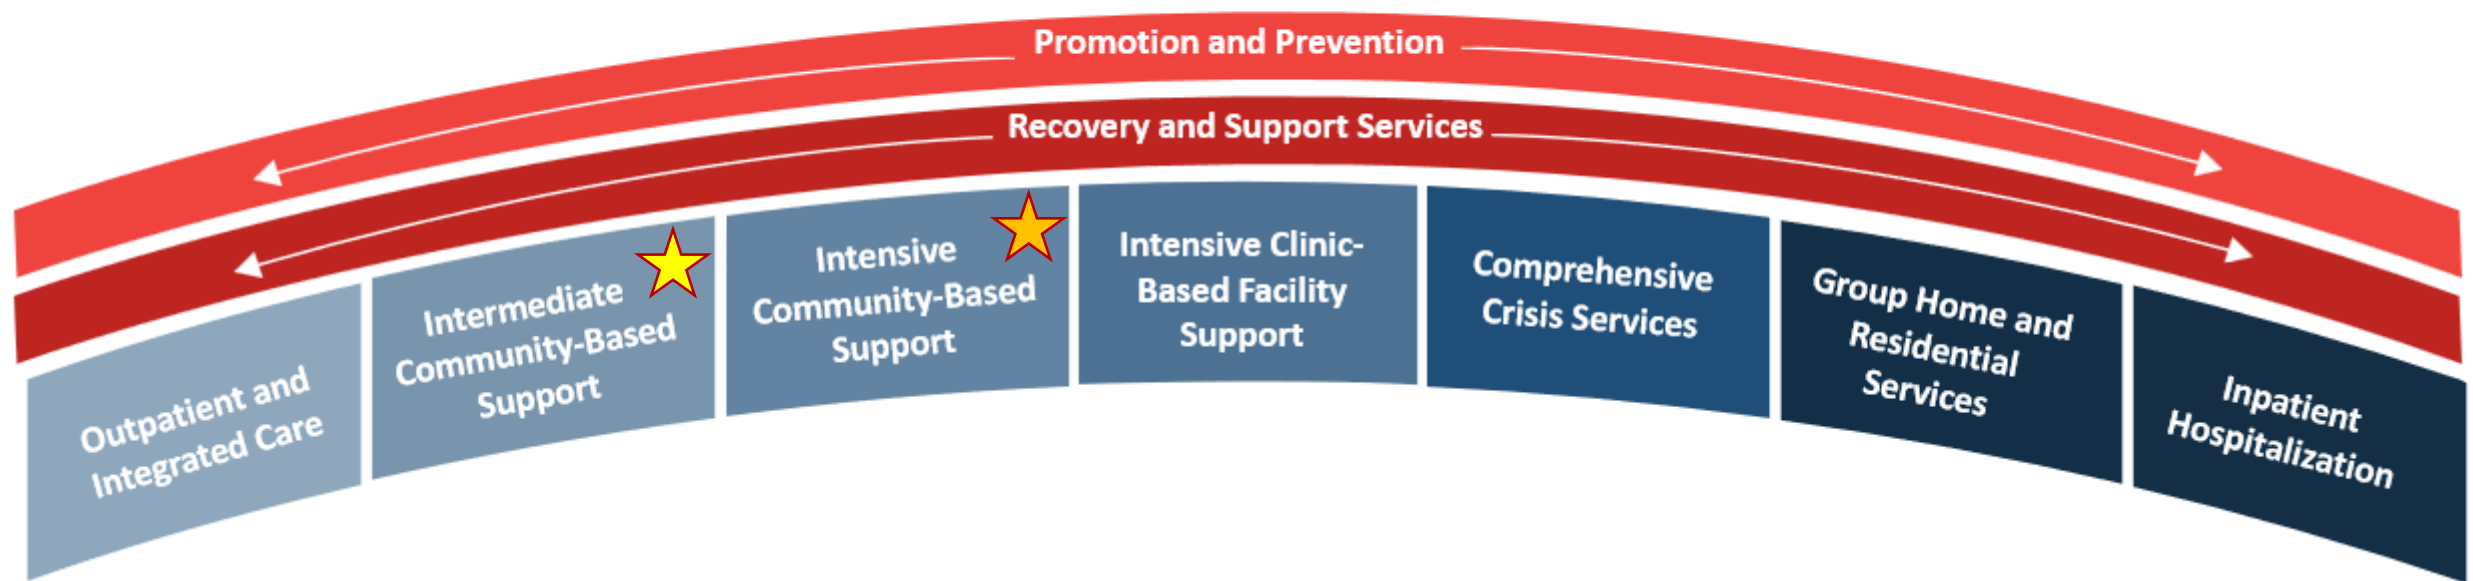 Promotion and Prevention
Recovery and Support Services
Outpatient and
Integrated Care
Intermediate
Community-Based
Support
Intensive
Community-Based
Support
Intensive Clinic-
Based Facility
Support
Comprehensive
Crisis Services
Group Home and
Residential
Services
Inpatient
Hospitalization